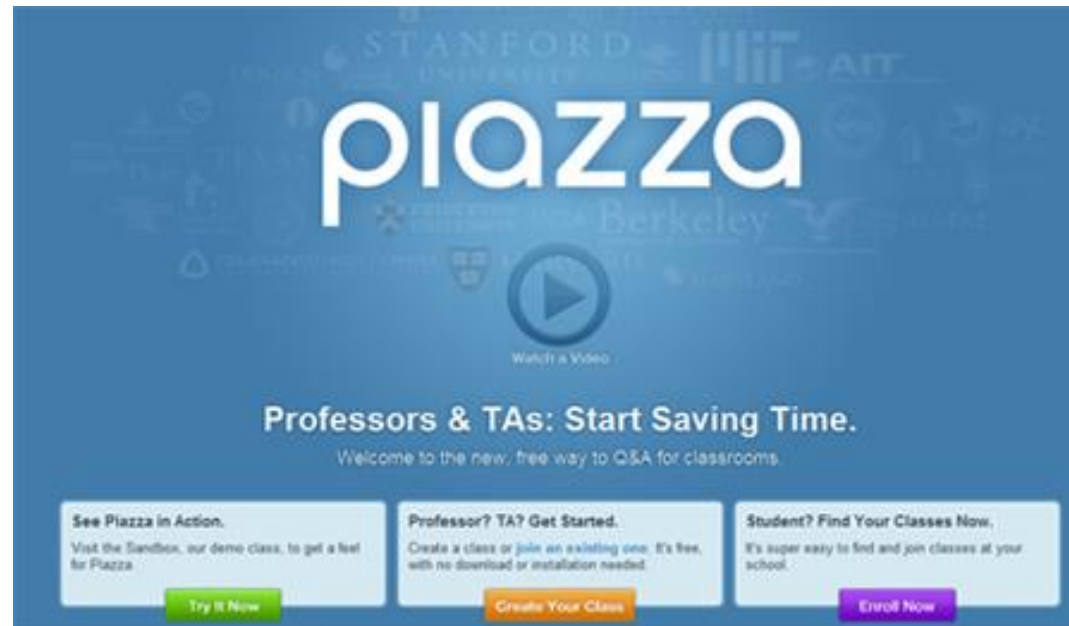 STANFORD
UNIVERSITY
MIT
AIT
piazza
Berkeley
Watch a Video
Professors & TAs: Start Saving Time.
Welcome to the new, free way to Q&A for classrooms.
See Piazza in Action.
Visit the Sandbox, our demo class, to get a feel
for Piazza
Try It Now
Professor? TA? Get Started.
Create a class or join an existing one. It's free,
with no download or installation needed.
Create Your Class
Student? Find Your Classes Now.
It's super easy to find and join classes at your
school.
Enroll Now